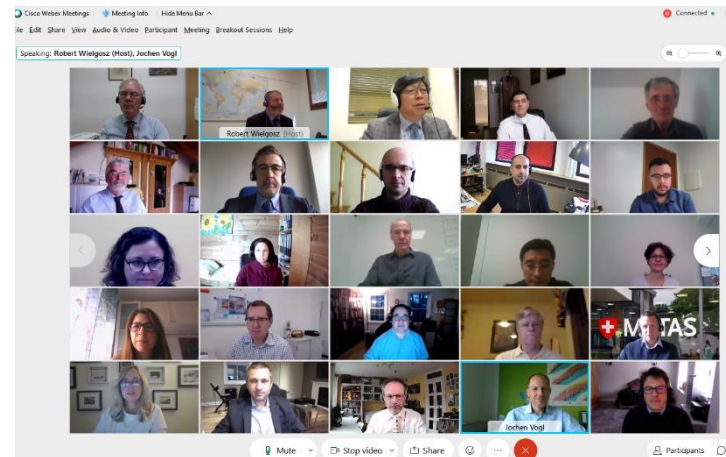 Cisco Webex Meetings Meeting Info Hide Menu Bar
File Edit Share View Audio & Video Participant Meeting Breakout Sessions Help
Connected
Speaking: Robert Wielgosz (Host), Jochen Vogl
Robert Wielgosz (Host)
METAS
Jochen Vogl
Mute Stop video Share Participants